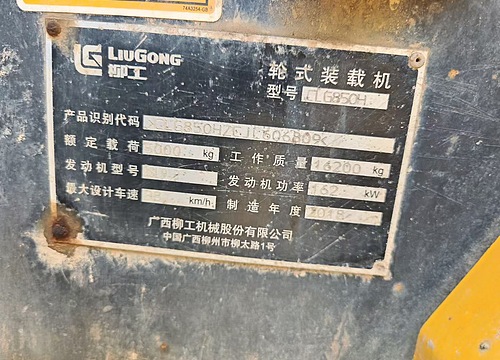 74A3254 GB
LiuGong
柳工
轮式装载机
型号 CLG850H
产品识别代码
额定载荷 kg 工作质量 16200 kg
发动机型号 发动机功率 162 kW
最大设计车速 km/h 制造年度 2018
广西柳工机械股份有限公司
中国广西柳州市柳太路1号